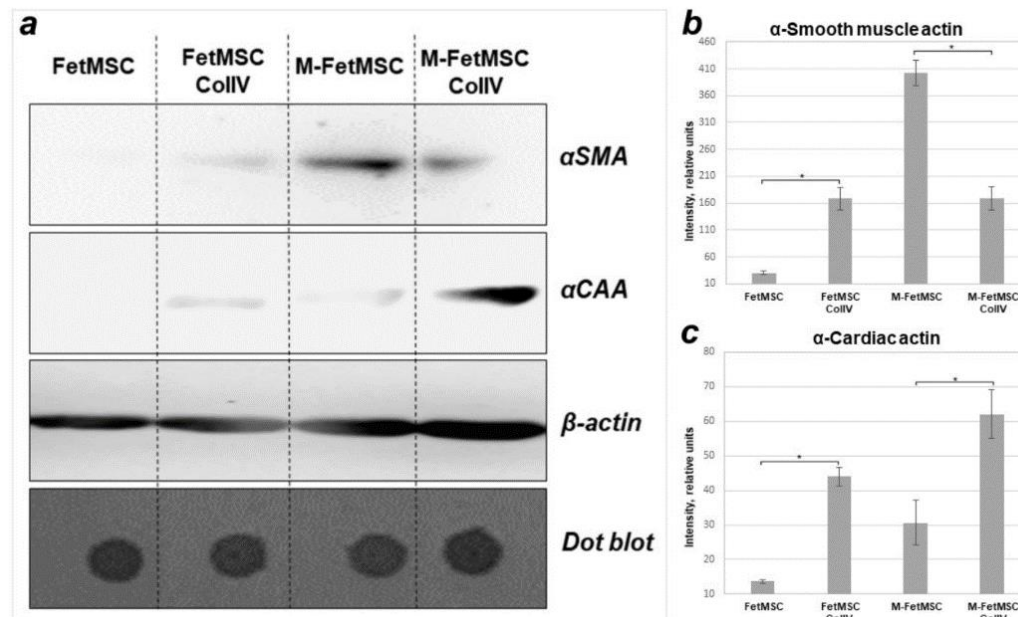 a
FetMSC
FetMSC
CollV
M-FetMSC
M-FetMSC
CollV
αSMA
αCAA
β-actin
Dot blot
b
α-Smooth muscle actin
Intensity, relative units
460
410
360
310
260
210
160
110
60
10
*
*
FetMSC
FetMSC
CollV
M-FetMSC
M-FetMSC
CollV
c
α-Cardiac actin
Intensity, relative units
80
70
60
50
40
30
20
10
*
*
FetMSC
FetMSC
M-FetMSC
M-FetMSC